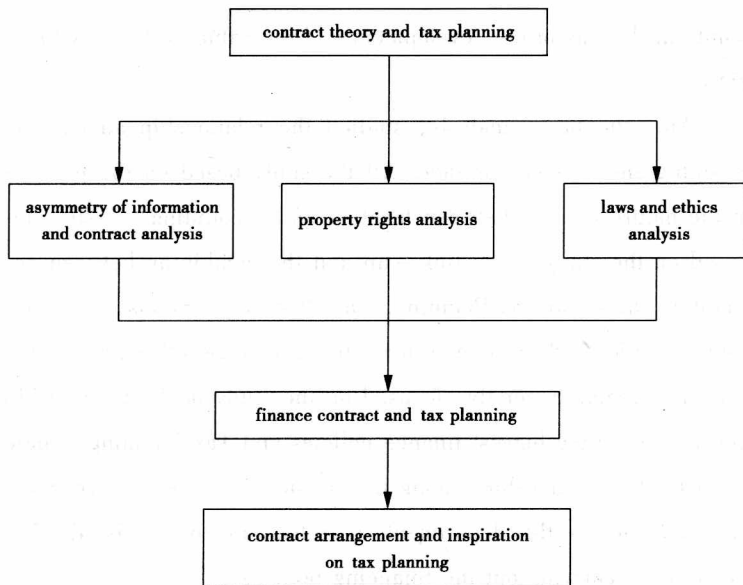 contract theory and tax planning
asymmetry of information
and contract analysis
property rights analysis
laws and ethics
analysis
finance contract and tax planning
contract arrangement and inspiration
on tax planning